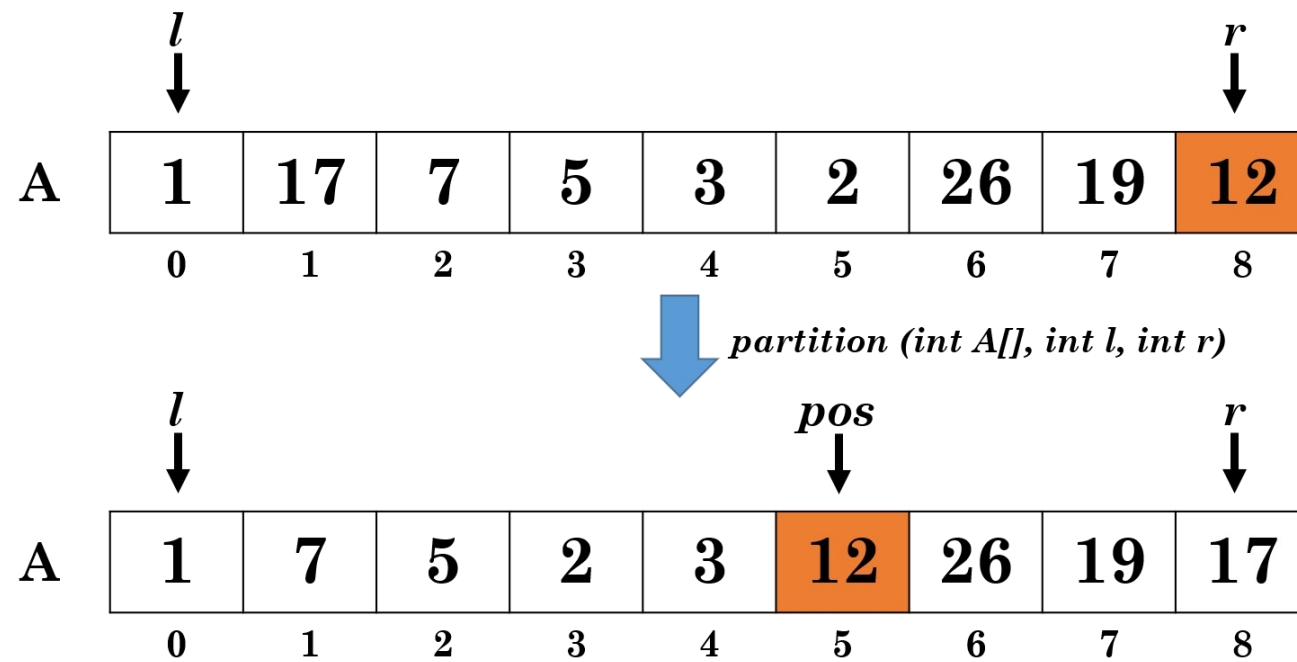 l r
A 1 17 7 5 3 2 26 19 12
0 1 2 3 4 5 6 7 8
partition (int A[], int l, int r)
l pos r
A 1 7 5 2 3 12 26 19 17
0 1 2 3 4 5 6 7 8